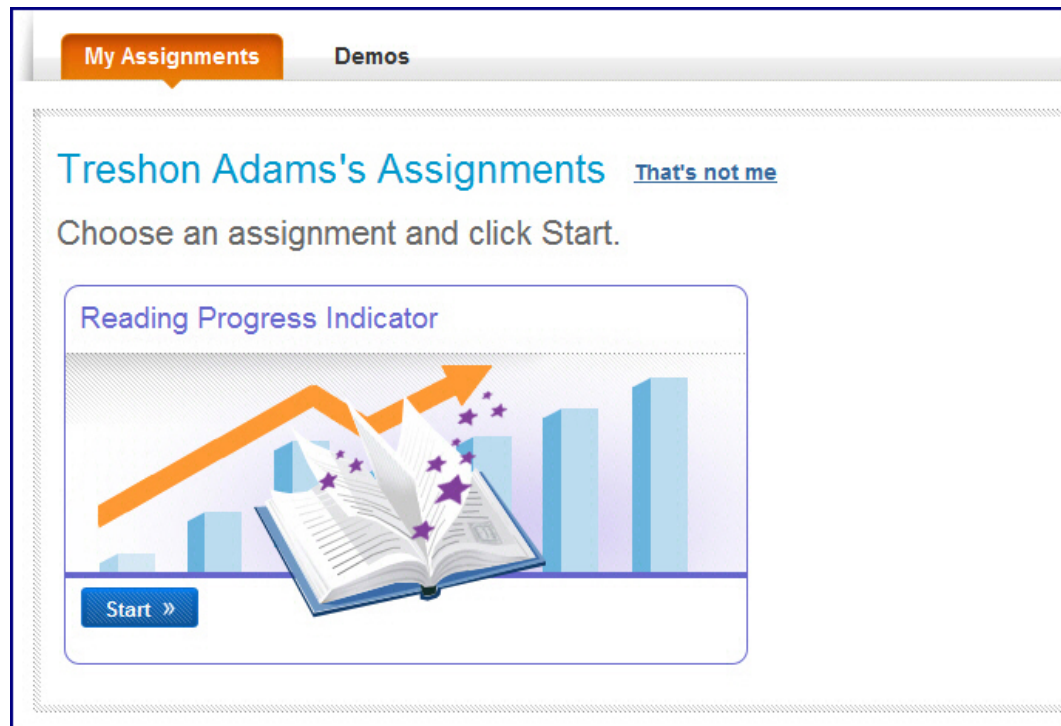 My Assignments Demos
Treshon Adams's Assignments That's not me
Choose an assignment and click Start.
Reading Progress Indicator
Start »